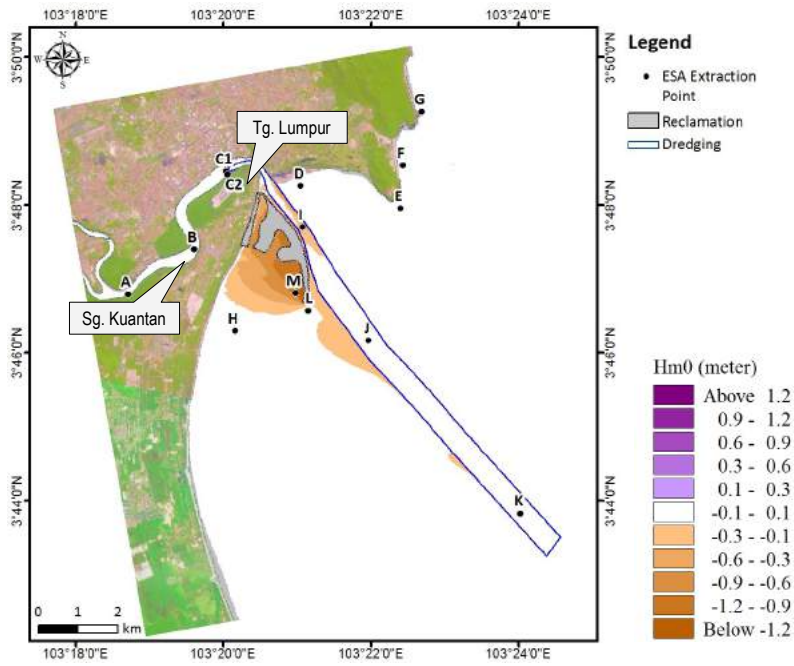 103°18'0"E 103°20'0"E 103°22'0"E 103°24'0"E
3°50'0"N 3°50'0"N
3°48'0"N 3°48'0"N
3°46'0"N 3°46'0"N
3°44'0"N 3°44'0"N
N
W E
S
Tg. Lumpur
Sg. Kuantan
G
F
E
D
C1
C2
I
B
A
M
L
H
J
K
0 1 2
km
103°18'0"E 103°20'0"E 103°22'0"E 103°24'0"E
Legend
ESA Extraction
Point
Reclamation
Dredging
Hm0 (meter)
Above 1.2
0.9 - 1.2
0.6 - 0.9
0.3 - 0.6
0.1 - 0.3
-0.1 - 0.1
-0.3 - -0.1
-0.6 - -0.3
-0.9 - -0.6
-1.2 - -0.9
Below -1.2